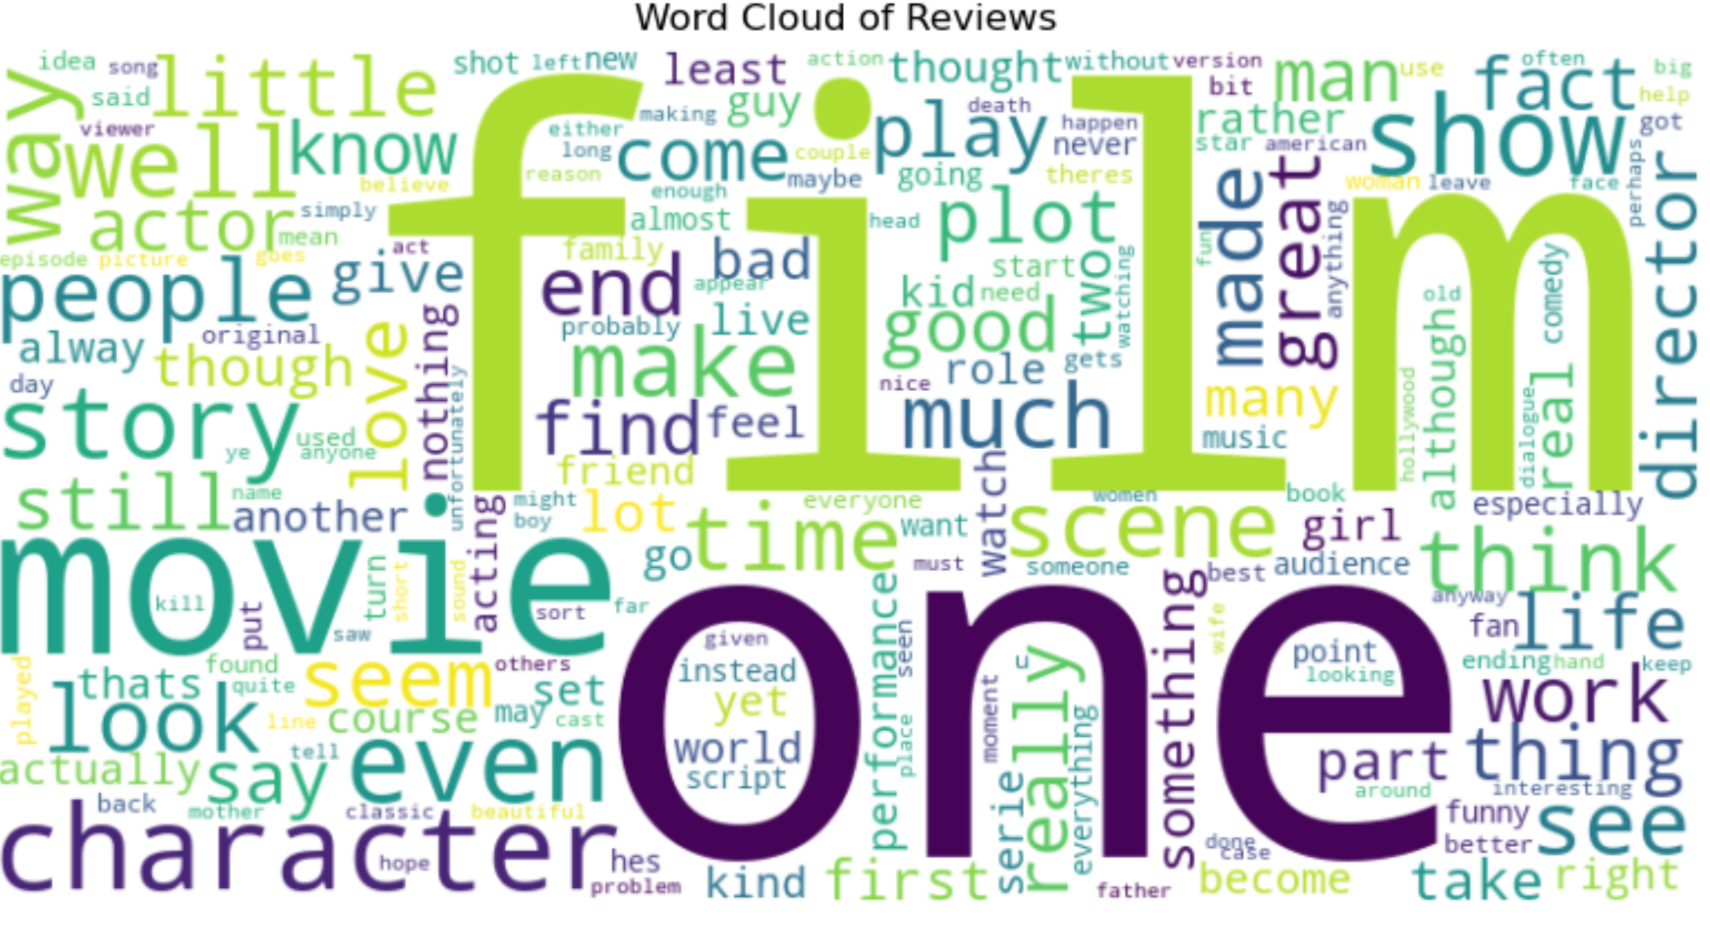 Word Cloud of Reviews
idea
song
little
shot
left
new
least
action
thought
without
version
man
use
fact
often
big
said
way
guy
making
death
bit
rather
help
show
got
viewer
well
know
film
either
long
come
couple
play
happen
never
star
american
reason
believe
enough
maybe
going
theres
made
great
woman
leave
face
perhaps
actor
simply
mean
almost
head
plot
anything
director
episode
picture
goes
act
family
bad
fun
people
give
end
appear
start
two
watching
kid
need
old
comedy
alway
original
nothing
probably
live
good
though
love
make
role
gets
day
nice
many
although
hollywood
dialogue
real
story
used
ye
anyone
unfortunately
find
feel
much
music
friend
still
name
another
might
boy
lot
everyone
time
want
watch
women
scene
book
girl
especially
movie
kill
put
turn
short
sound
acting
go
must
someone
best
audience
think
saw
sort
far
one
anyway
fan
life
found
thats
quite
seem
others
given
instead
performance
seen
something
wife
point
looking
ending
hand
keep
played
look
line
course
may
set
cast
yet
u
really
moment
work
actually
say
tell
even
world
script
place
everything
part
thing
around
interesting
back
mother
classic
beautiful
character
hope
hes
problem
kind
first
serie
father
done
case
become
funny
better
see
take
right